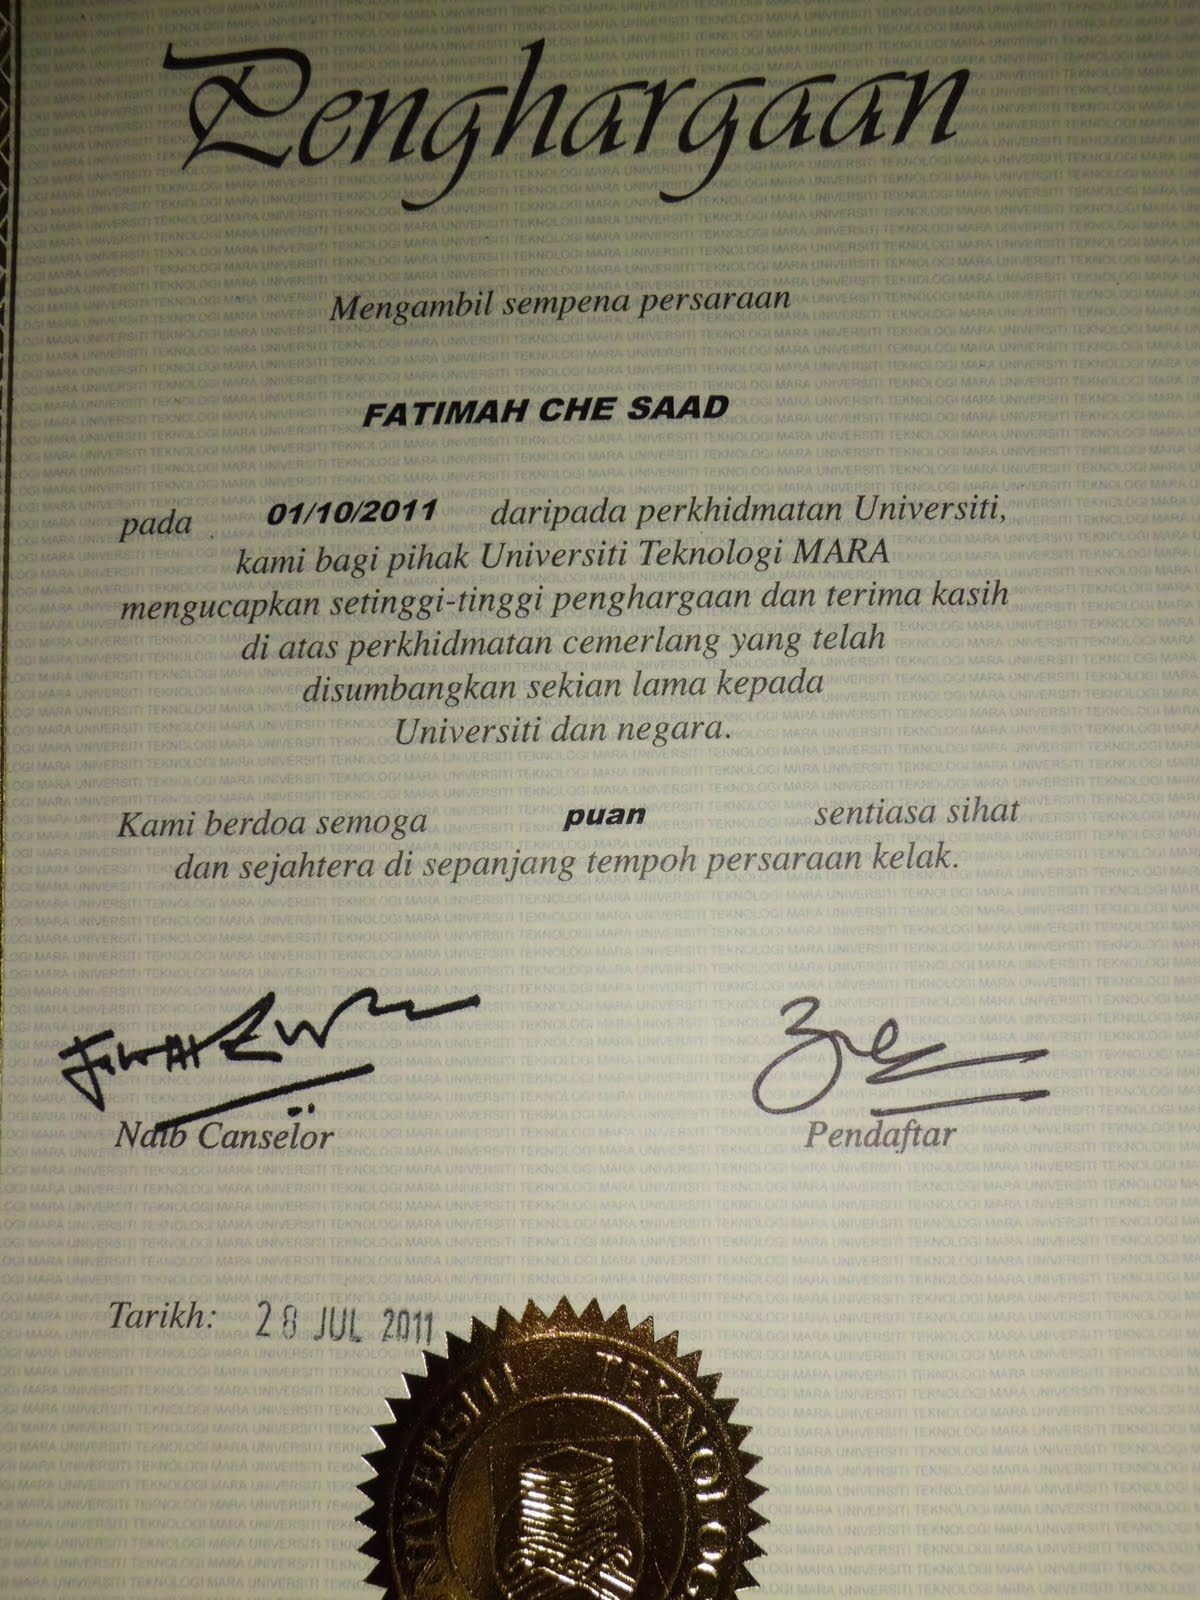 Penghargaan
Mengambil sempena persaraan
FATIMAH CHE SAAD
pada 01/10/2011 daripada perkhidmatan Universiti,
kami bagi pihak Universiti Teknologi MARA
mengucapkan setinggi-tinggi penghargaan dan terima kasih
di atas perkhidmatan cemerlang yang telah
disumbangkan sekian lama kepada
Universiti dan negara.
Kami berdoa semoga puan sentiasa sihat
dan sejahtera di sepanjang tempoh persaraan kelak.
Naib Canselor Pendaftar
Tarikh: 28 JUL 2011
UNIVERSITI TEKNOLOGI